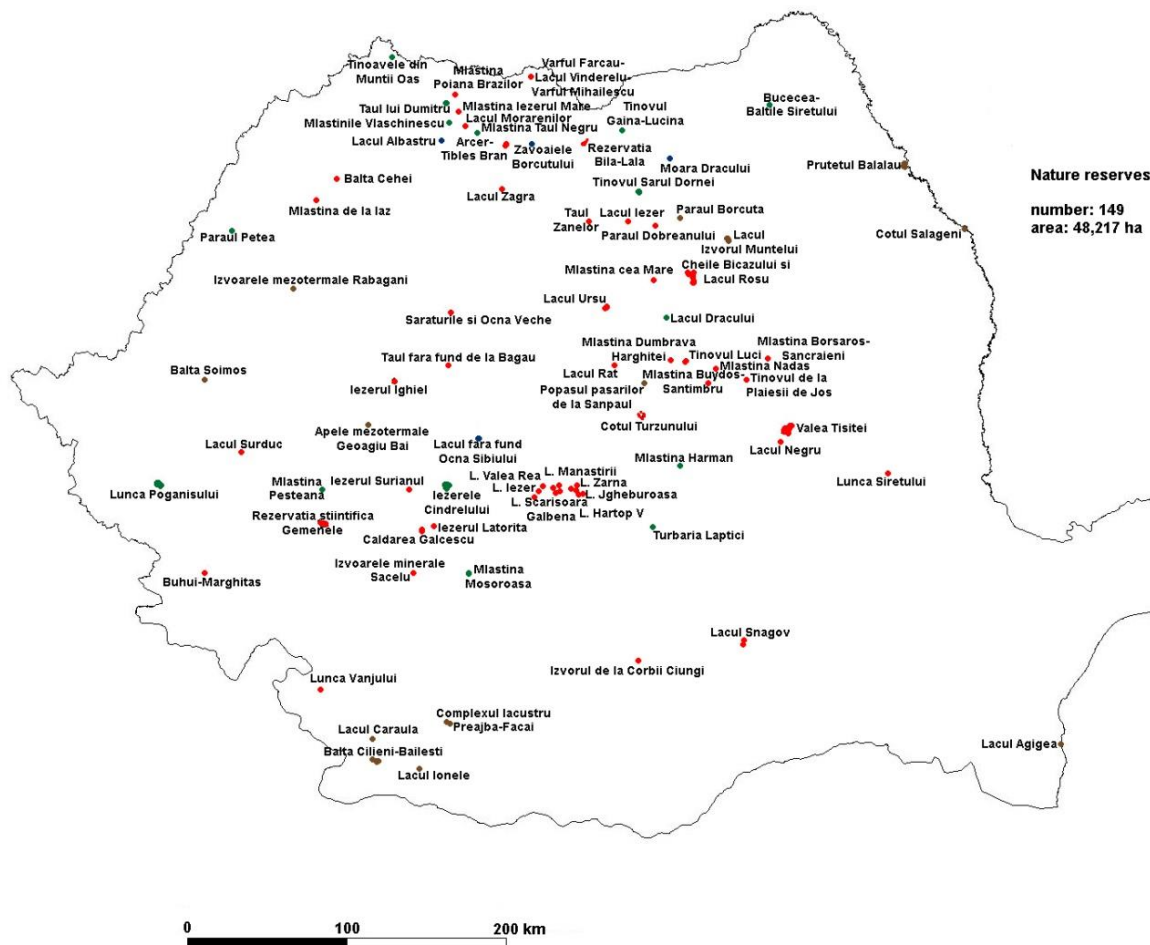 Tinoavele din
Muntii Oas
Mlastina
Poiana Brazilor
Varful Farcau-
Lacul Vinderelu-
Varful Mihailescu
Taul lui Dumitru
Mlastina Iezerul Mare
Lacul Morarenilor
Mlastinile Vlaschinescu
Mlastina Taul Negru
Tinovul
Gaina-Lucina
Bucecea-
Baltile Siretului
Lacul Albastru
Arcer-
Tibles Bran
Zavoaiele
Borcutului
Rezervatia
Bila-Lala
Moara Dracului
Prutetul Balalau
Nature reserves
number: 149
area: 48,217 ha
Balta Cehei
Lacul Zagra
Tinovul Sarul Dornei
Mlastina de la Iaz
Taul
Zanelor
Lacul Iezer
Paraul Dobreanului
Paraul Borcuta
Paraul Petea
Lacul
Izvorul Muntelui
Cotul Salageni
Izvoarele mezotermale Rabagani
Mlastina cea Mare
Cheile Bicazului si
Lacul Rosu
Lacul Ursu
Saraturile si Ocna Veche
Lacul Dracului
Taul fara fund de la Bagau
Mlastina Dumbrava
Harghitei
Tinovul Luci
Mlastina Borsaros-
Sancraieni
Balta Soimos
Iezerul Ighiel
Lacul Rat
Mlastina Nadas
Popasul pasarilor
de la Sanpaul
Mlastina Buydos-
Santimbru
Tinovul de la
Plaiesii de Jos
Apele mezotermale
Geoagiu Bai
Lacul fara fund
Ocna Sibiului
Cotul Turzunului
Valea Tisitei
Lacul Negru
Lacul Surduc
Mlastina Harman
Lunca Siretului
Lunca Poganisului
Mlastina
Pesteana
Iezerul Surianul
Iezerele
Cindrelului
L. Valea Rea
L. Manastirii
L. Iezer
L. Zarna
L. Jgheburoasa
L. Scarisoara
Galbena
L. Hartop V
Rezervatia stiintifica
Gemenele
Iezerul Latorita
Caldarea Galcescu
Turbaria Laptici
Buhui-Marghitas
Izvoarele minerale
Sacelu
Mlastina
Mosoroasa
Lacul Snagov
Izvorul de la Corbii Ciungi
Lunca Vanjului
Complexul lacustru
Preajba-Facai
Lacul Caraula
Balta Cilieni-Bailesti
Lacul Ionele
Lacul Agigea
0 100 200 km